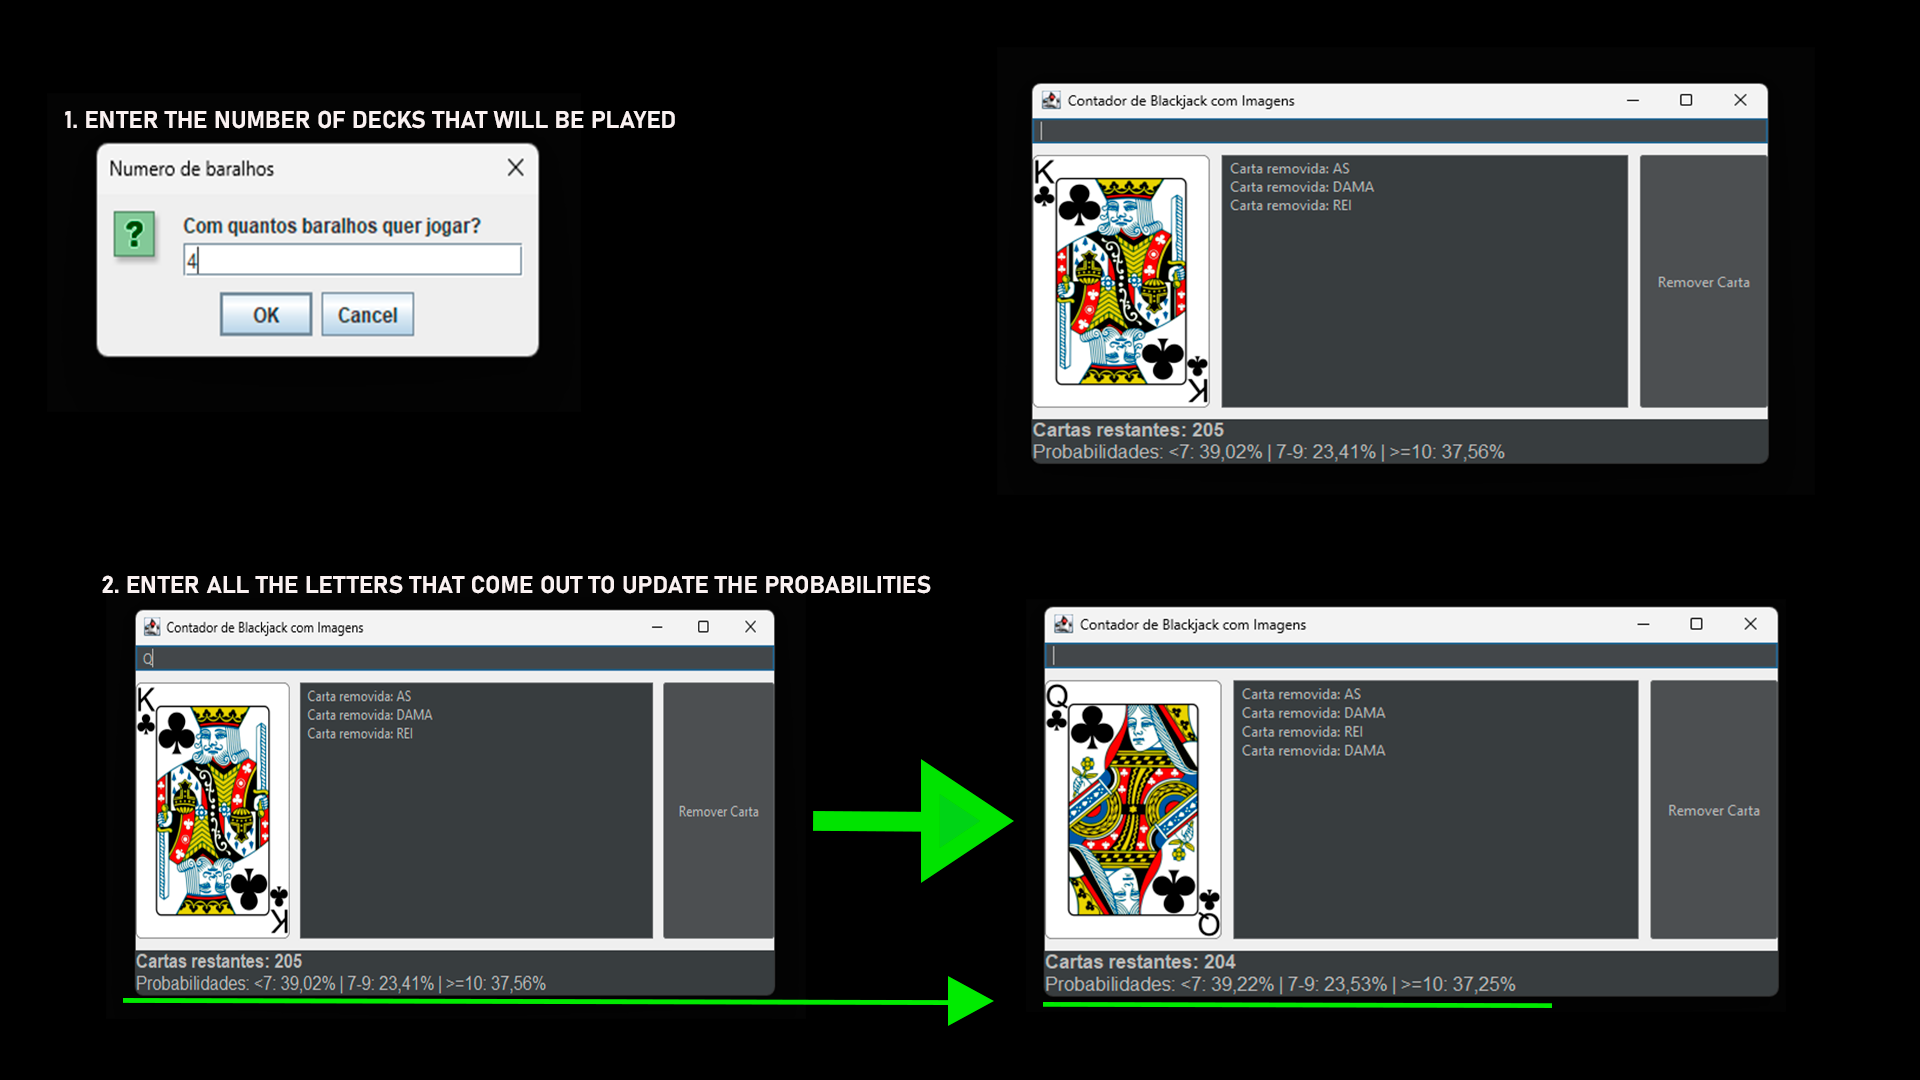 1. ENTER THE NUMBER OF DECKS THAT WILL BE PLAYED
Numero de baralhos
?
Com quantos baralhos quer jogar?
4
OK
Cancel
Contador de Blackjack com Imagens
K
Carta removida: AS
Carta removida: DAMA
Carta removida: REI
Remover Carta
K
Cartas restantes: 205
Probabilidades: <7: 39,02% | 7-9: 23,41% | >=10: 37,56%
2. ENTER ALL THE LETTERS THAT COME OUT TO UPDATE THE PROBABILITIES
Contador de Blackjack com Imagens
Q
K
Carta removida: AS
Carta removida: DAMA
Carta removida: REI
Remover Carta
K
Cartas restantes: 205
Probabilidades: <7: 39,02% | 7-9: 23,41% | >=10: 37,56%
Contador de Blackjack com Imagens
Q
Carta removida: AS
Carta removida: DAMA
Carta removida: REI
Carta removida: DAMA
Remover Carta
Q
Cartas restantes: 204
Probabilidades: <7: 39,22% | 7-9: 23,53% | >=10: 37,25%